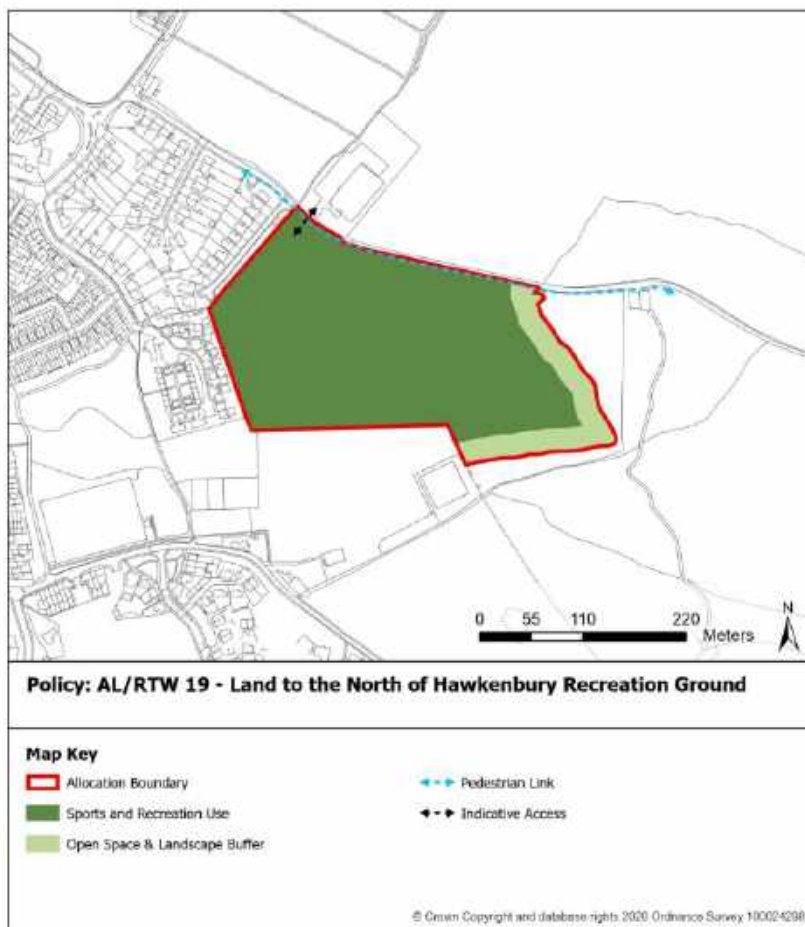 N
0 55 110 220
Meters
Policy: AL/RTW 19 - Land to the North of Hawkenbury Recreation Ground
Map Key
Allocation Boundary
Sports and Recreation Use
Open Space & Landscape Buffer
Pedestrian Link
Indicative Access
© Crown Copyright and database rights 2020 Ordnance Survey 100024298